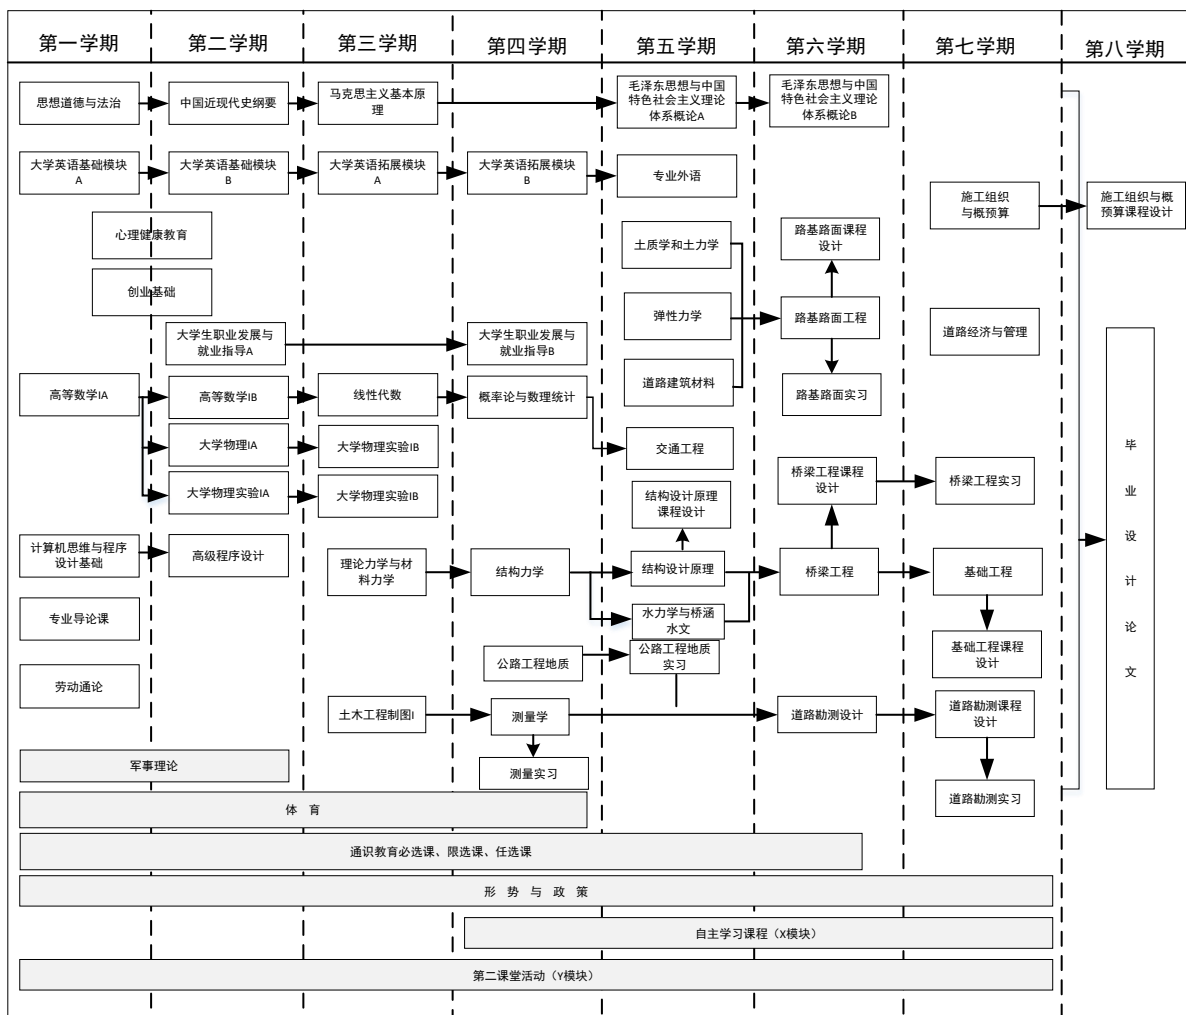 第一学期
第二学期
第三学期
第四学期
第五学期
第六学期
第七学期
第八学期
思想道德与法治
中国近现代史纲要
马克思主义基本原
理
毛泽东思想与中国
特色社会主义理论
体系概论A
毛泽东思想与中国
特色社会主义理论
体系概论B
大学英语基础模块
A
大学英语基础模块
B
大学英语拓展模块
A
大学英语拓展模块
B
专业外语
施工组织
与概预算
施工组织与概
预算课程设计
心理健康教育
土质学和土力学
路基路面课程
设计
创业基础
弹性力学
路基路面工程
道路经济与管理
大学生职业发展与
就业指导A
大学生职业发展与
就业指导B
道路建筑材料
路基路面实习
高等数学IA
高等数学IB
线性代数
概率论与数理统计
大学物理IA
大学物理实验IB
交通工程
大学物理实验IA
大学物理实验IB
结构设计原理
课程设计
桥梁工程课程
设计
桥梁工程实习
计算机思维与程序
设计基础
高级程序设计
理论力学与材
料力学
结构力学
结构设计原理
桥梁工程
基础工程
专业导论课
水力学与桥涵
水文
基础工程课程
设计
公路工程地质
公路工程地质
实习
劳动通论
土木工程制图I
测量学
道路勘测设计
道路勘测课程
设计
测量实习
道路勘测实习
毕
业
设
计
论
文
军事理论
体 育
通识教育必选课、限选课、任选课
形 势 与 政 策
自主学习课程（X模块）
第二课堂活动（Y模块）